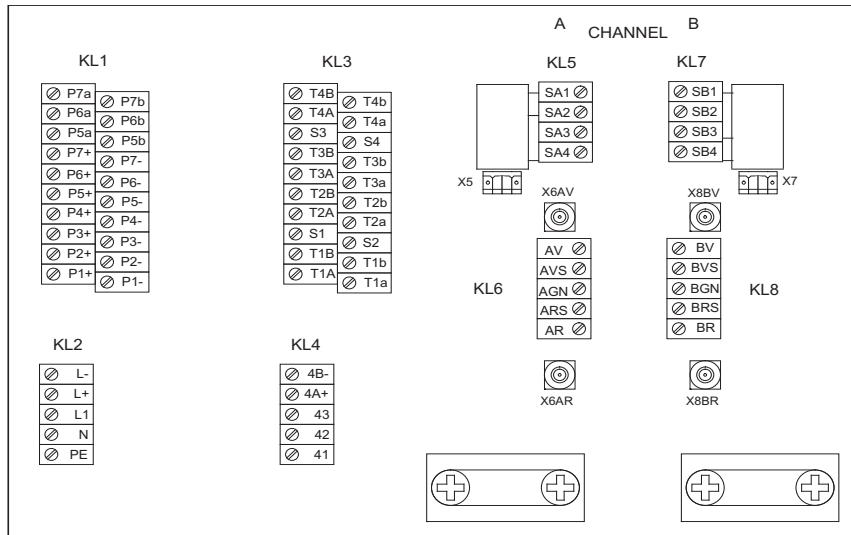 A B
CHANNEL
KL1 KL3 KL5 KL7
P7a
P7b
P6a
P6b
P5a
P5b
P7+
P7-
P6+
P6-
P5+
P5-
P4+
P4-
P3+
P3-
P2+
P2-
P1+
P1-
T4B
T4b
T4A
T4a
S3
S4
T3B
T3b
T3A
T3a
T2B
T2b
T2A
T2a
S1
S2
T1B
T1b
T1A
T1a
SA1 SB1
SA2 SB2
SA3 SB3
SA4 SB4
X5 X7
X6AV X8BV
AV BV
AVS BVS
KL6 AGN BGN KL8
ARS BRS
AR BR
X6AR X8BR
KL2 KL4
L- 4B-
L+ 4A+
L1 43
N 42
PE 41